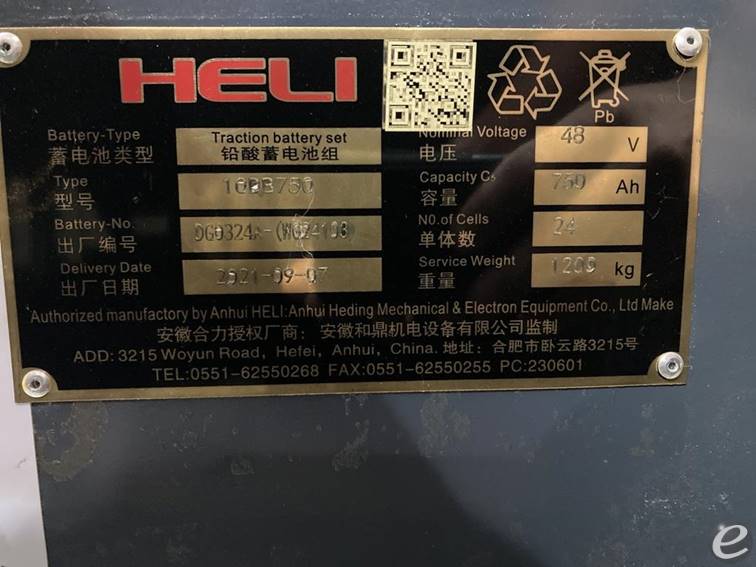 HELI
Pb
Battery-Type Traction battery set
蓄电池类型 铅酸蓄电池组
Nominal Voltage 48 V
电压
Type
型号
Capacity C₅ 750 Ah
容量
Battery-No.
出厂编号
N0.of Cells 24
单体数
Delivery Date 2021-09-07
出厂日期
Service Weight kg
重量
Authorized manufactory by Anhui HELI:Anhui Heding Mechanical & Electron Equipment Co., Ltd Make
安徽合力授权厂商：安徽和鼎机电设备有限公司监制
ADD: 3215 Woyun Road, Hefei, Anhui, China. 地址：合肥市卧云路3215号
TEL:0551-62550268 FAX:0551-62550255 PC:230601
e